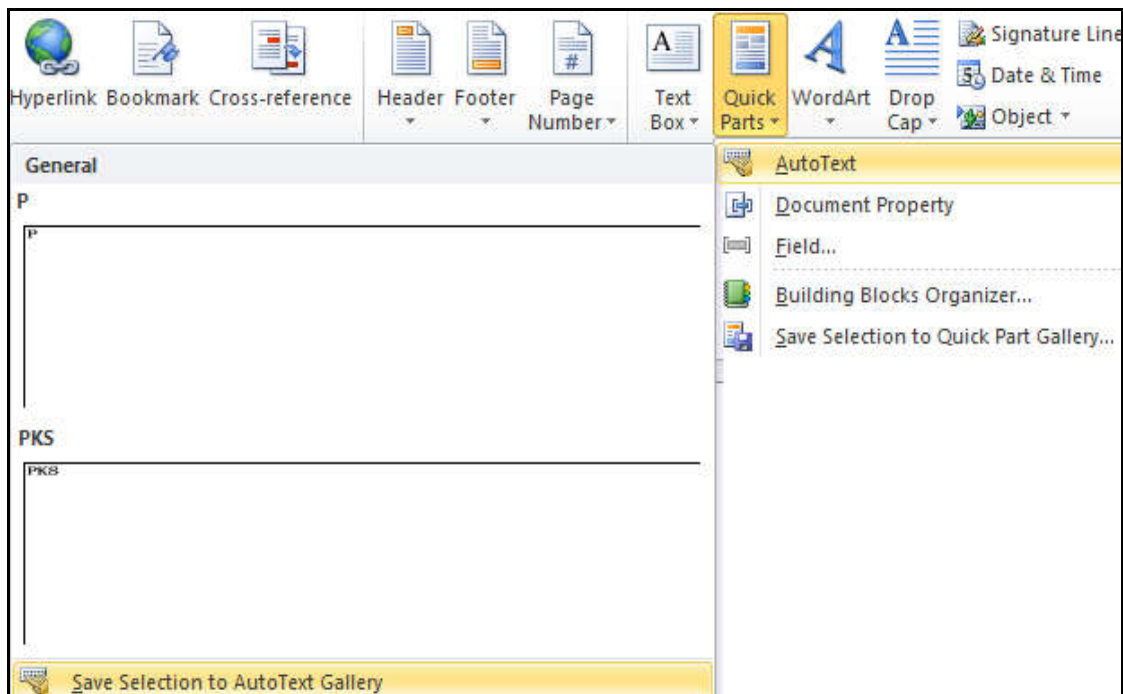 Hyperlink Bookmark Cross-reference Header Footer Page Number Text Box Quick Parts WordArt Drop Cap Signature Line
Date & Time
Object
General
P
P
PKS
PKS
Save Selection to AutoText Gallery
AutoText
Document Property
Field...
Building Blocks Organizer...
Save Selection to Quick Part Gallery...